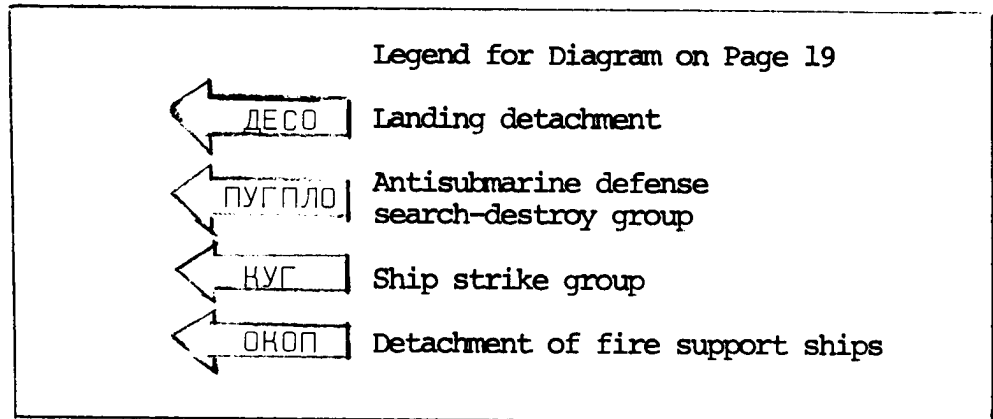 Legend for Diagram on Page 19
ДЕСО Landing detachment
ПУГПЛО Antisubmarine defense
search-destroy group
КУГ Ship strike group
ОКОП Detachment of fire support ships